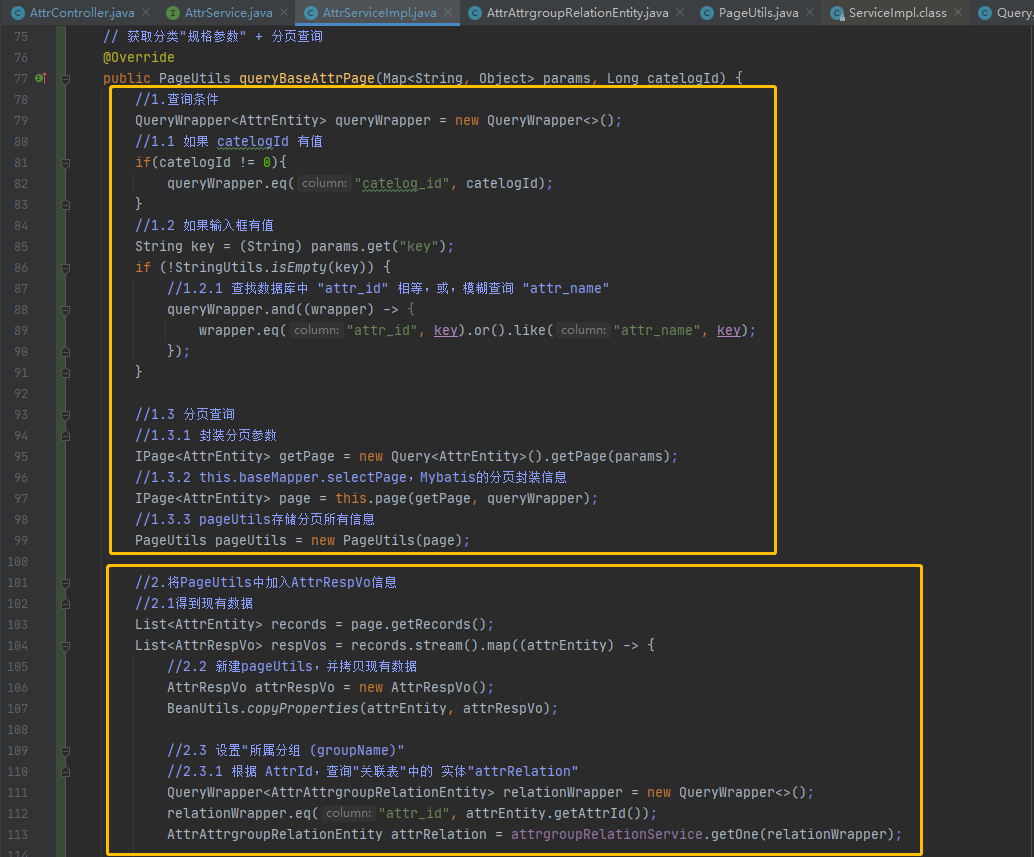 AttrController.java × AttrService.java × AttrServiceImpl.java × AttrAttrgroupRelationEntity.java × PageUtils.java × ServiceImpl.class × Query.
75 // 获取分类"规格参数" + 分页查询
76 @Override
77 public PageUtils queryBaseAttrPage(Map<String, Object> params, Long catelogId) {
78 //1.查询条件
79 QueryWrapper<AttrEntity> queryWrapper = new QueryWrapper<>();
80 //1.1 如果 catelogId 有值
81 if(catelogId != 0){
82 queryWrapper.eq( column: "catelog_id", catelogId);
83 }
84 //1.2 如果输入框有值
85 String key = (String) params.get("key");
86 if (!StringUtils.isEmpty(key)) {
87 //1.2.1 查找数据库中 "attr_id" 相等，或，模糊查询 "attr_name"
88 queryWrapper.and((wrapper) -> {
89 wrapper.eq( column: "attr_id", key).or().like( column: "attr_name", key);
90 });
91 }
92
93 //1.3 分页查询
94 //1.3.1 封装分页参数
95 IPage<AttrEntity> getPage = new Query<AttrEntity>().getPage(params);
96 //1.3.2 this.baseMapper.selectPage，Mybatis的分页封装信息
97 IPage<AttrEntity> page = this.page(getPage, queryWrapper);
98 //1.3.3 pageUtils存储分页所有信息
99 PageUtils pageUtils = new PageUtils(page);
100
101 //2.将PageUtils中加入AttrRespVo信息
102 //2.1得到现有数据
103 List<AttrEntity> records = page.getRecords();
104 List<AttrRespVo> respVos = records.stream().map((attrEntity) -> {
105 //2.2 新建pageUtils，并拷贝现有数据
106 AttrRespVo attrRespVo = new AttrRespVo();
107 BeanUtils.copyProperties(attrEntity, attrRespVo);
108
109 //2.3 设置"所属分组 (groupName)"
110 //2.3.1 根据 AttrId，查询"关联表"中的 实体"attrRelation"
111 QueryWrapper<AttrAttrgroupRelationEntity> relationWrapper = new QueryWrapper<>();
112 relationWrapper.eq( column: "attr_id", attrEntity.getAttrId());
113 AttrAttrgroupRelationEntity attrRelation = attrgroupRelationService.getOne(relationWrapper);
114